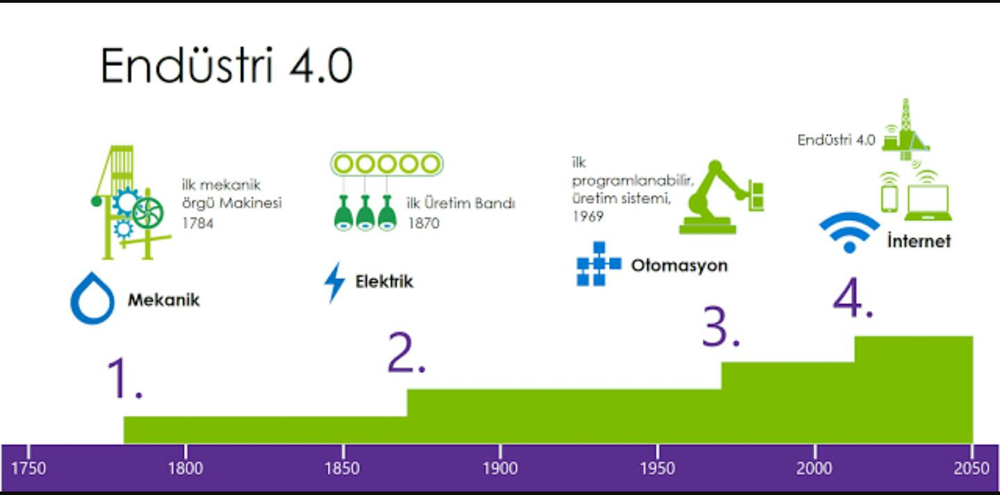 Endüstri 4.0
ilk mekanik
örgü Makinesi
1784
Mekanik
1.
ilk Üretim Bandı
1870
Elektrik
2.
ilk
programlanabilir,
üretim sistemi,
1969
Otomasyon
3.
Endüstri 4.0
İnternet
4.
1750 1800 1850 1900 1950 2000 2050